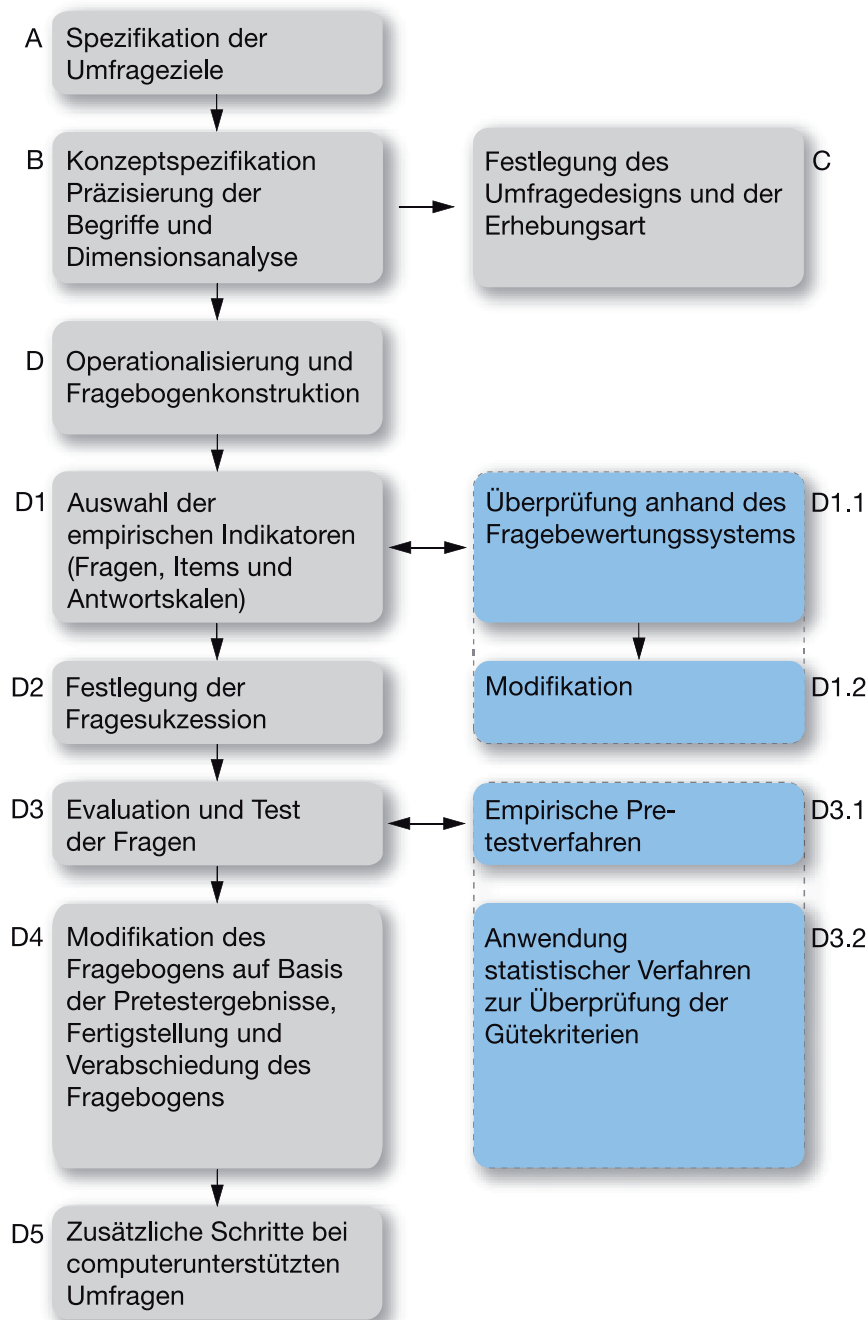 A
Spezifikation der
Umfrageziele
B
Konzeptspezifikation
Präzisierung der
Begriffe und
Dimensionsanalyse
Festlegung des
Umfragedesigns und der
Erhebungsart
C
D
Operationalisierung und
Fragebogenkonstruktion
D1
Auswahl der
empirischen Indikatoren
(Fragen, Items und
Antwortskalen)
Überprüfung anhand des
Fragebewertungssystems
D1.1
D2
Festlegung der
Fragesukzession
Modifikation
D1.2
D3
Evaluation und Test
der Fragen
Empirische Pre-
testverfahren
D3.1
D4
Modifikation des
Fragebogens auf Basis
der Pretestergebnisse,
Fertigstellung und
Verabschiedung des
Fragebogens
Anwendung
statistischer Verfahren
zur Überprüfung der
Gütekriterien
D3.2
D5
Zusätzliche Schritte bei
computerunterstützten
Umfragen